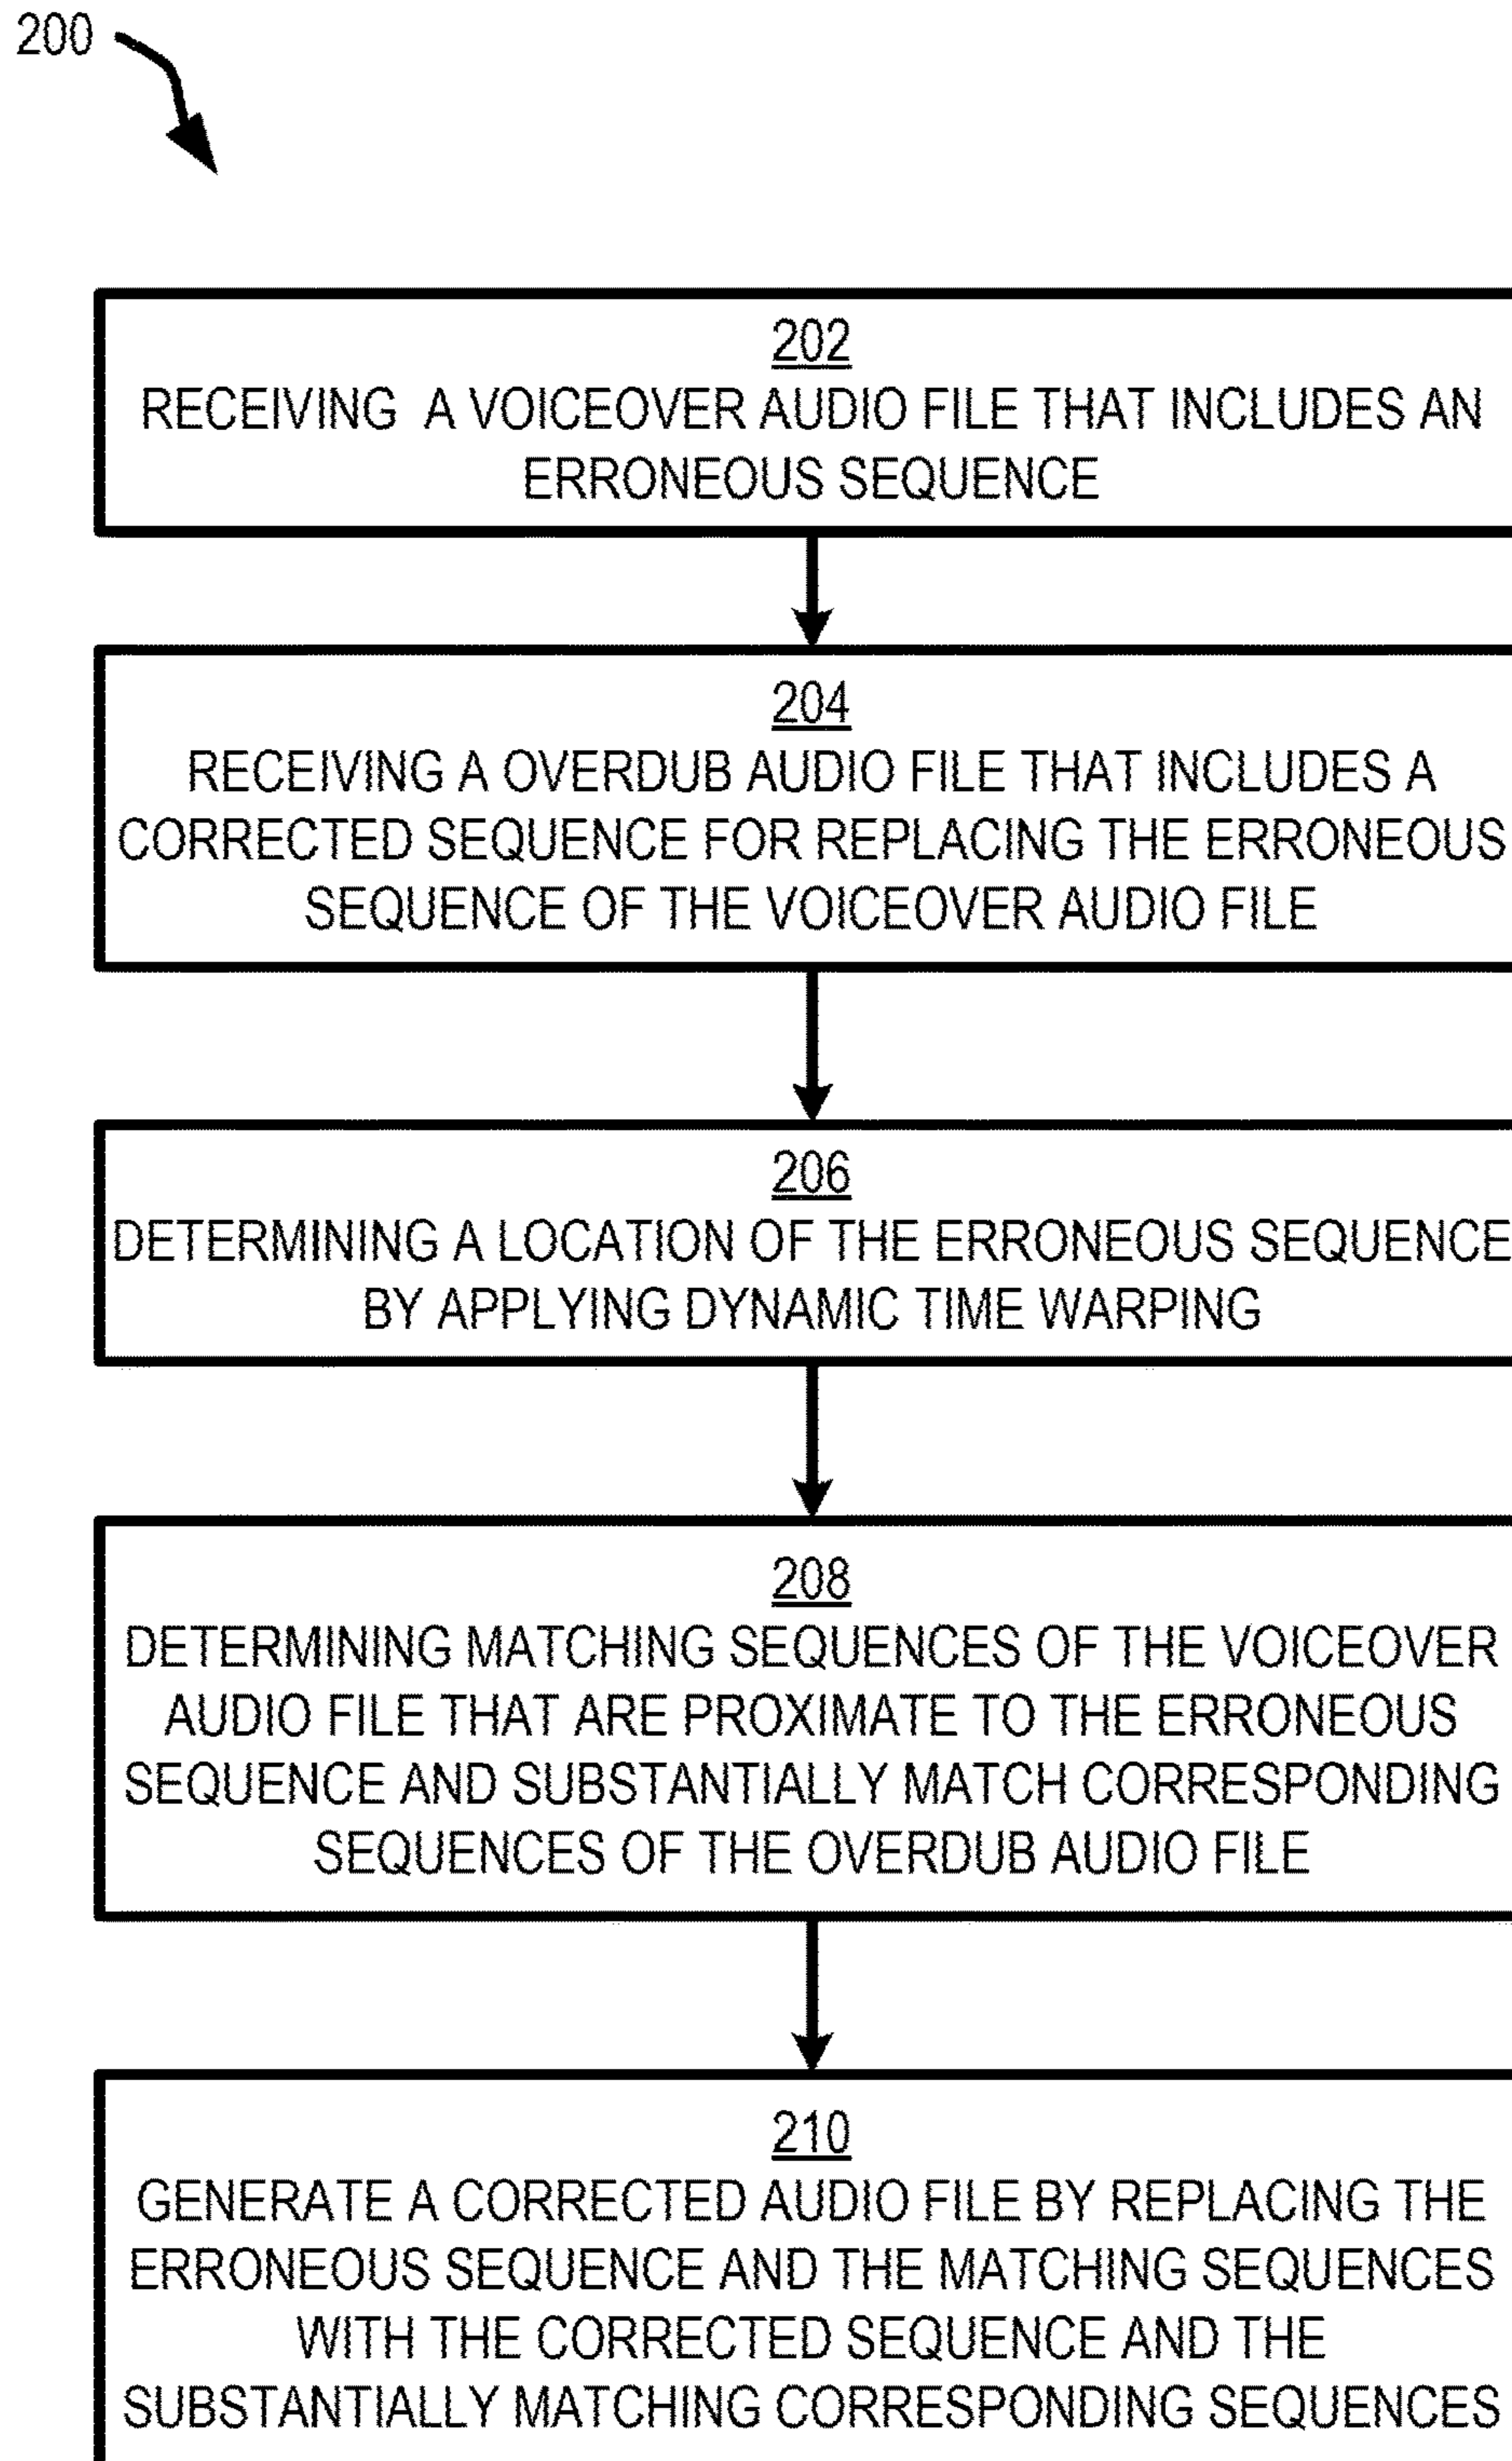 200
202
RECEIVING A VOICEOVER AUDIO FILE THAT INCLUDES AN
ERRONEOUS SEQUENCE
204
RECEIVING A OVERDUB AUDIO FILE THAT INCLUDES A
CORRECTED SEQUENCE FOR REPLACING THE ERRONEOUS
SEQUENCE OF THE VOICEOVER AUDIO FILE
206
DETERMINING A LOCATION OF THE ERRONEOUS SEQUENCE
BY APPLYING DYNAMIC TIME WARPING
208
DETERMINING MATCHING SEQUENCES OF THE VOICEOVER
AUDIO FILE THAT ARE PROXIMATE TO THE ERRONEOUS
SEQUENCE AND SUBSTANTIALLY MATCH CORRESPONDING
SEQUENCES OF THE OVERDUB AUDIO FILE
210
GENERATE A CORRECTED AUDIO FILE BY REPLACING THE
ERRONEOUS SEQUENCE AND THE MATCHING SEQUENCES
WITH THE CORRECTED SEQUENCE AND THE
SUBSTANTIALLY MATCHING CORRESPONDING SEQUENCES